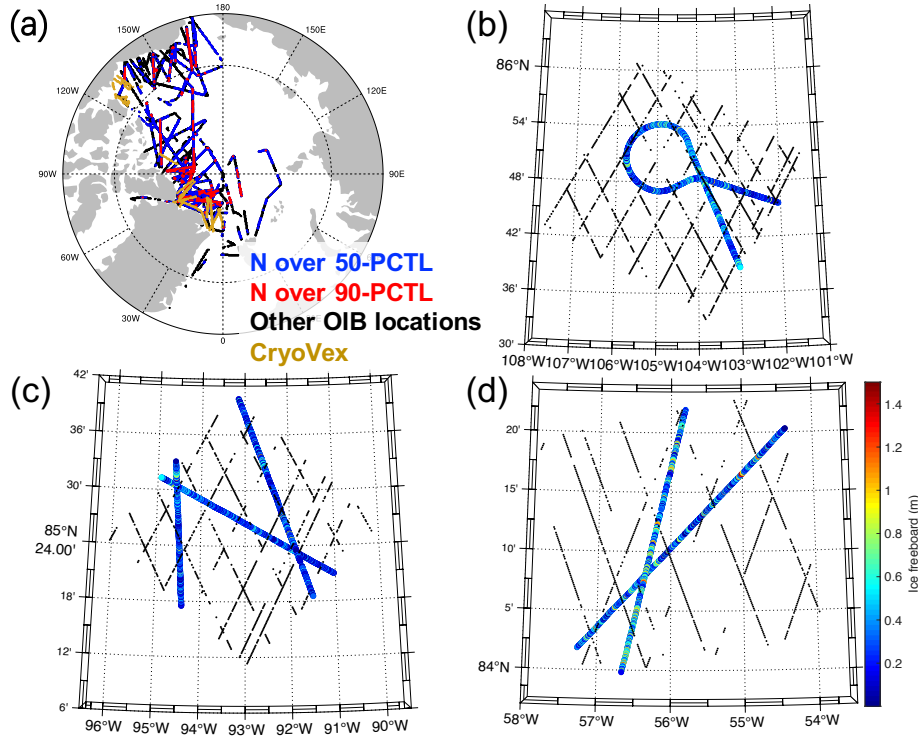 (a)
180
150W
150E
120W
120E
90W
90E
60W
30W
0
N over 50-PCTL
N over 90-PCTL
Other OIB locations
CryoVex
(b)
86°N
54'
48'
42'
36'
30'
108°W 107°W 106°W 105°W 104°W 103°W 102°W 101°W
(c)
42'
36'
30'
85°N
24.00'
18'
12'
6'
96°W 95°W 94°W 93°W 92°W 91°W 90°W
(d)
20'
15'
10'
5'
84°N
58°W 57°W 56°W 55°W 54°W
1.4
1.2
1
0.8
0.6
0.4
0.2
Ice freeboard (m)